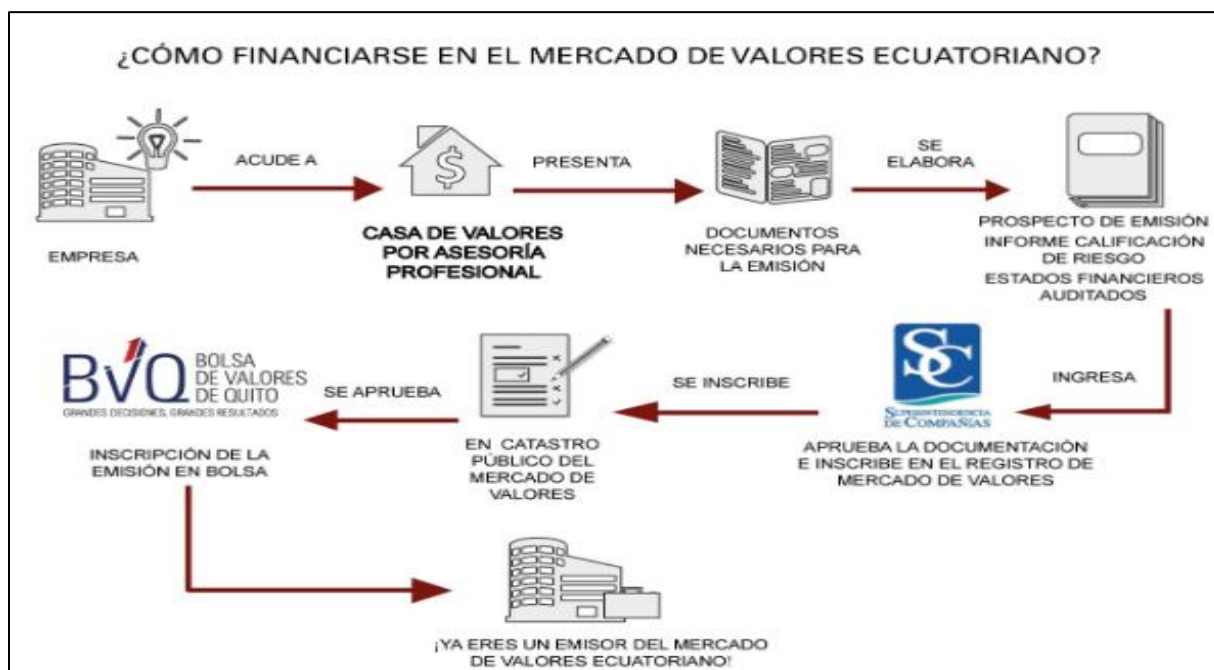 ¿CÓMO FINANCIARSE EN EL MERCADO DE VALORES ECUATORIANO?
EMPRESA
ACUDE A
$
CASA DE VALORES
POR ASESORÍA
PROFESIONAL
PRESENTA
DOCUMENTOS
NECESARIOS PARA
LA EMISIÓN
SE
ELABORA
PROSPECTO DE EMISIÓN
INFORME CALIFICACIÓN
DE RIESGO
ESTADOS FINANCIEROS
AUDITADOS
INGRESA
SC
SUPERINTENDENCIA
DE COMPAÑÍAS
APRUEBA LA DOCUMENTACIÓN
E INSCRIBE EN EL REGISTRO DE
MERCADO DE VALORES
SE INSCRIBE
EN CATASTRO
PÚBLICO DEL
MERCADO DE
VALORES
SE APRUEBA
BVQ
BOLSA
DE VALORES
DE QUITO
GRANDES DECISIONES, GRANDES RESULTADOS
INSCRIPCIÓN DE LA
EMISIÓN EN BOLSA
¡YA ERES UN EMISOR DEL MERCADO
DE VALORES ECUATORIANO!